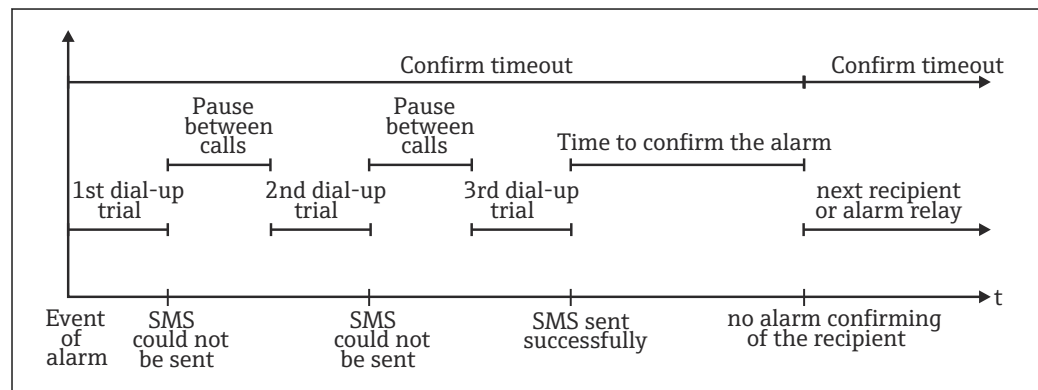 Confirm timeout
Confirm timeout
Pause
between
calls
Pause
between
calls
Time to confirm the alarm
1st dial-up
trial
2nd dial-up
trial
3rd dial-up
trial
next recipient
or alarm relay
t
Event
of
alarm
SMS
could not
be sent
SMS
could not
be sent
SMS sent
successfully
no alarm confirming
of the recipient